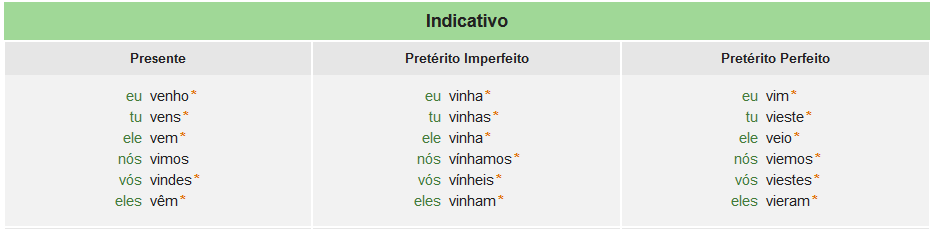 Indicativo
Presente
eu venho*
tu vens*
ele vem*
nós vimos
vós vindes*
eles vêm*
Pretérito Imperfeito
eu vinha*
tu vinhas*
ele vinha*
nós vínhamos*
vós vínheis*
eles vinham*
Pretérito Perfeito
eu vim*
tu vieste*
ele veio*
nós viemos*
vós viestes*
eles vieram*